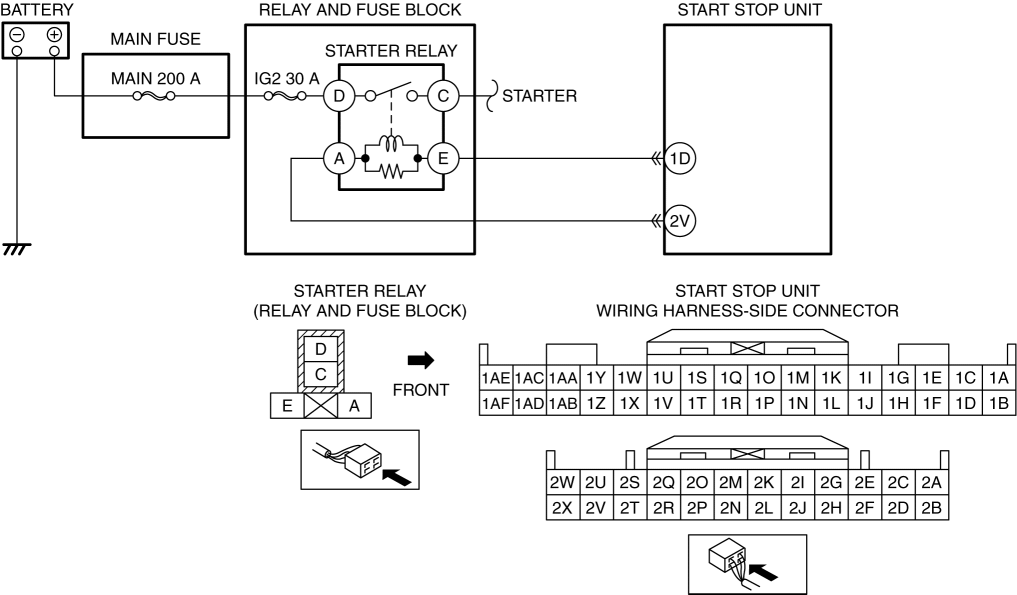 BATTERY
RELAY AND FUSE BLOCK
START STOP UNIT
MAIN FUSE
STARTER RELAY
MAIN 200 A
IG2 30 A
D
C
STARTER
A
E
1D
2V
STARTER RELAY
(RELAY AND FUSE BLOCK)
D
C
E
A
FRONT
START STOP UNIT
WIRING HARNESS-SIDE CONNECTOR
1AE 1AC 1AA 1Y 1W 1U 1S 1Q 1O 1M 1K 1I 1G 1E 1C 1A
1AF 1AD 1AB 1Z 1X 1V 1T 1R 1P 1N 1L 1J 1H 1F 1D 1B
2W 2U 2S 2Q 2O 2M 2K 2I 2G 2E 2C 2A
2X 2V 2T 2R 2P 2N 2L 2J 2H 2F 2D 2B